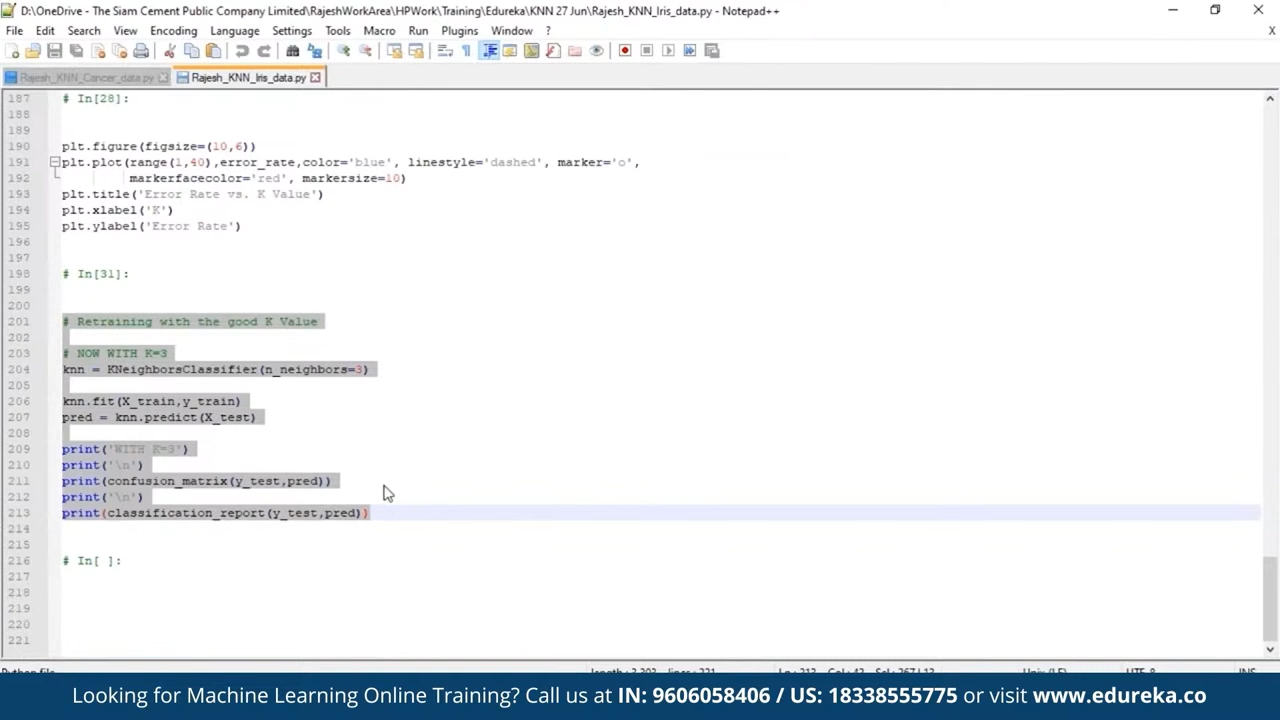 D:\OneDrive - The Siam Cement Public Company Limited\RajeshWorkArea\HPWork\Training\Edureka\KNN 27 Jun\Rajesh_KNN_Iris_data.py - Notepad++
File Edit Search View Encoding Language Settings Tools Macro Run Plugins Window ? X
Rajesh_KNN_Cancer_data.py Rajesh_KNN_Iris_data.py
187 # In[28]:
188
189
190 plt.figure(figsize=(10,6))
191 plt.plot(range(1,40),error_rate,color='blue', linestyle='dashed', marker='o',
192 markerfacecolor='red', markersize=10)
193 plt.title('Error Rate vs. K Value')
194 plt.xlabel('K')
195 plt.ylabel('Error Rate')
196
197
198 # In[31]:
199
200
201 # Retraining with the good K Value
202
203 # NOW WITH K=3
204 knn = KNeighborsClassifier(n_neighbors=3)
205
206 knn.fit(X_train,y_train)
207 pred = knn.predict(X_test)
208
209 print('WITH K=3')
210 print('\n')
211 print(confusion_matrix(y_test,pred))
212 print('\n')
213 print(classification_report(y_test,pred))
214
215
216 # In[ ]:
217
218
219
220
221
Looking for Machine Learning Online Training? Call us at IN: 9606058406 / US: 18338555775 or visit www.edureka.co